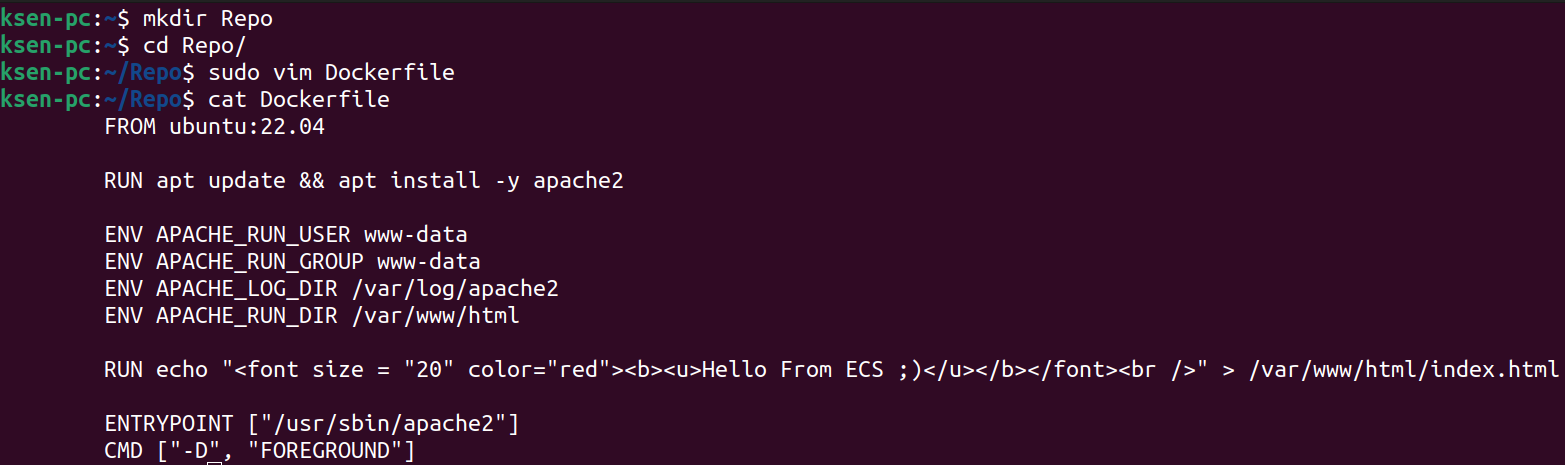 ksen-pc:~$ mkdir Repo
ksen-pc:~$ cd Repo/
ksen-pc:~/Repo$ sudo vim Dockerfile
ksen-pc:~/Repo$ cat Dockerfile
FROM ubuntu:22.04
RUN apt update && apt install -y apache2
ENV APACHE_RUN_USER www-data
ENV APACHE_RUN_GROUP www-data
ENV APACHE_LOG_DIR /var/log/apache2
ENV APACHE_RUN_DIR /var/www/html
RUN echo "<font size = "20" color="red"><b><u>Hello From ECS ;)</u></b></font><br />" > /var/www/html/index.html
ENTRYPOINT ["/usr/sbin/apache2"]
CMD ["-D", "FOREGROUND"]